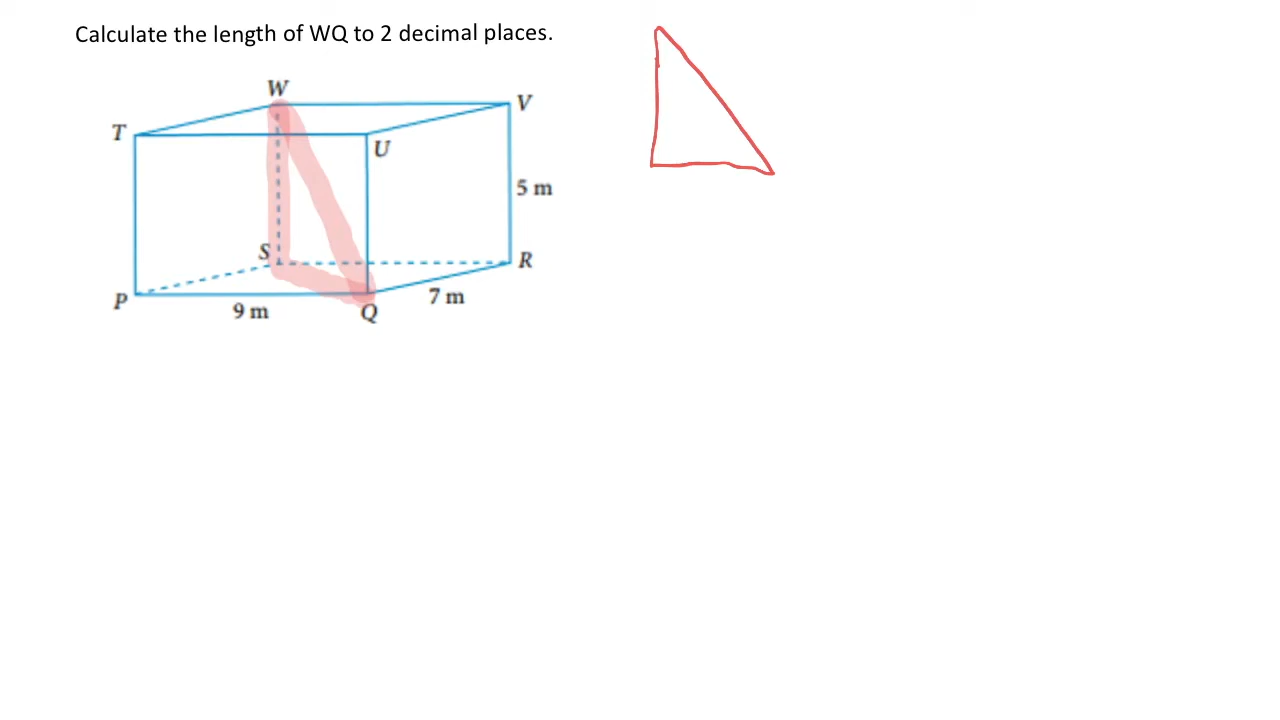 Calculate the length of WQ to 2 decimal places.
W
V
T
U
5 m
S
R
P
7 m
9 m
Q